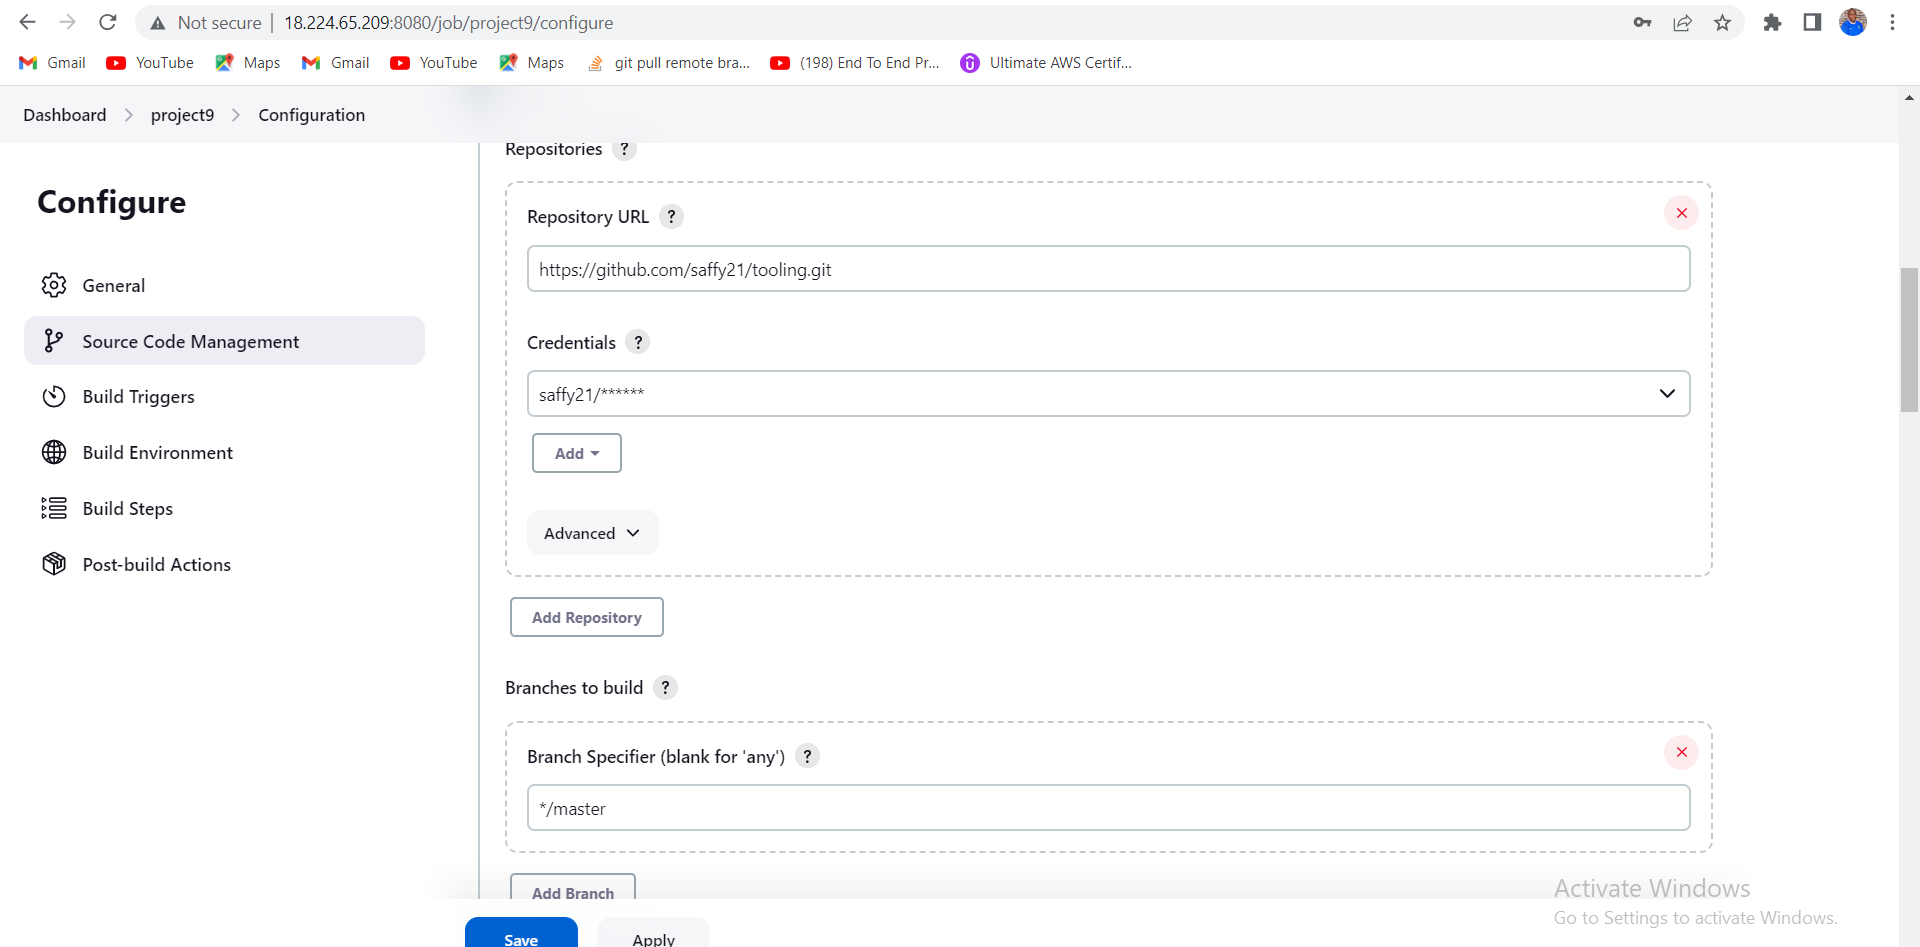 Not secure | 18.224.65.209:8080/job/project9/configure
Gmail YouTube Maps Gmail YouTube Maps git pull remote bra... (198) End To End Pr... Ultimate AWS Certif...
Dashboard > project9 > Configuration
Configure
General
Source Code Management
Build Triggers
Build Environment
Build Steps
Post-build Actions
Repositories ?
Repository URL ?
https://github.com/saffy21/tooling.git
Credentials ?
saffy21/******
Add
Advanced
Add Repository
Branches to build ?
Branch Specifier (blank for 'any') ?
*/master
Add Branch
Save Apply
Activate Windows
Go to Settings to activate Windows.